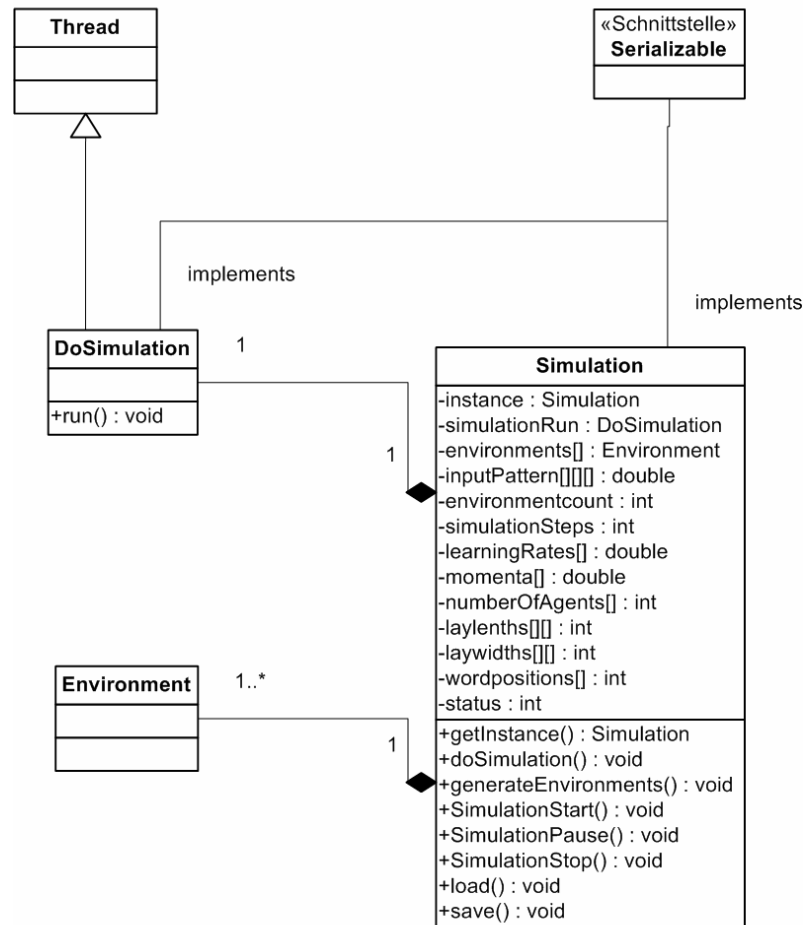 Thread
«Schnittstelle»
Serializable
implements
implements
DoSimulation
+run() : void
1
1
Simulation
-instance : Simulation
-simulationRun : DoSimulation
-environments[] : Environment
-inputPattern[][][] : double
-environmentcount : int
-simulationSteps : int
-learningRates[] : double
-momenta[] : double
-numberOfAgents[] : int
-laylenths[][] : int
-laywidths[][] : int
-wordpositions[] : int
-status : int
+getInstance() : Simulation
+doSimulation() : void
+generateEnvironments() : void
+SimulationStart() : void
+SimulationPause() : void
+SimulationStop() : void
+load() : void
+save() : void
Environment
1..*
1